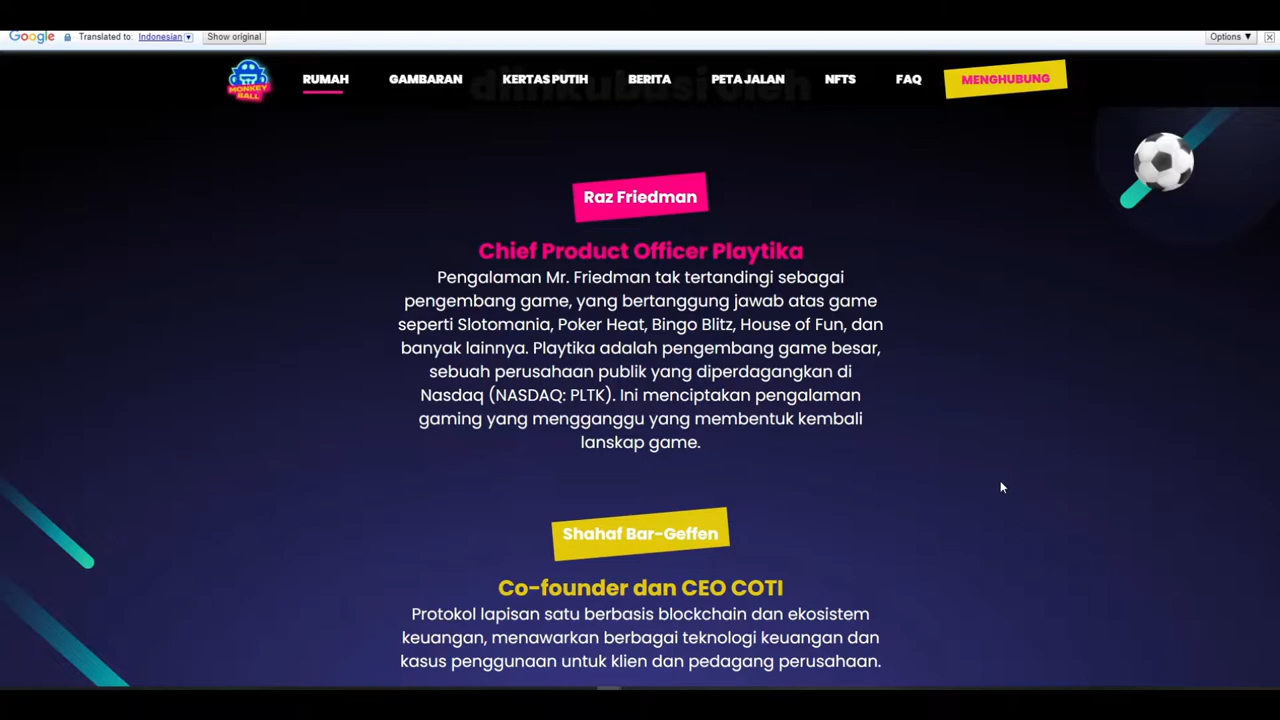 Google Translated to: Indonesian ▼ Show original Options ▼
MONKEY
BALL
RUMAH GAMBARAN KERTAS PUTIH BERITA PETA JALAN NFTS FAQ MENGHUBUNG
diinkubasi oleh
Raz Friedman
Chief Product Officer Playtika
Pengalaman Mr. Friedman tak tertandingi sebagai
pengembang game, yang bertanggung jawab atas game
seperti Slotomania, Poker Heat, Bingo Blitz, House of Fun, dan
banyak lainnya. Playtika adalah pengembang game besar,
sebuah perusahaan publik yang diperdagangkan di
Nasdaq (NASDAQ: PLTK). Ini menciptakan pengalaman
gaming yang mengganggu yang membentuk kembali
lanskap game.
Shahaf Bar-Geffen
Co-founder dan CEO COTI
Protokol lapisan satu berbasis blockchain dan ekosistem
keuangan, menawarkan berbagai teknologi keuangan dan
kasus penggunaan untuk klien dan pedagang perusahaan.